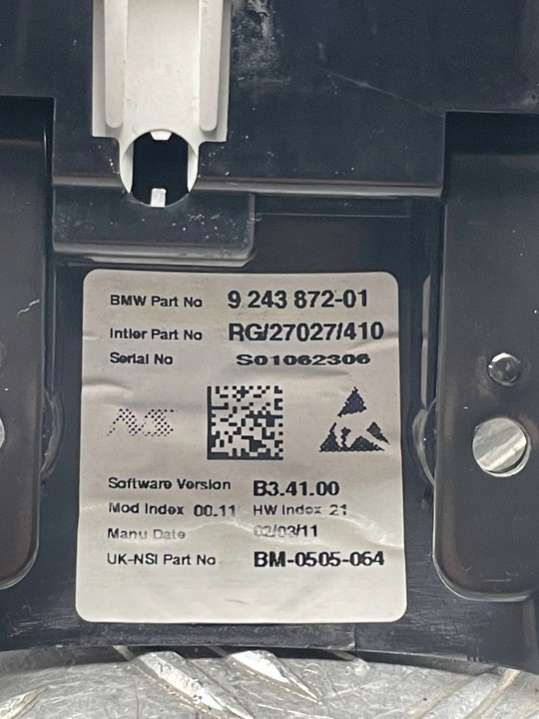 BMW Part No 9 243 872-01
Intier Part No RG/27027/410
Serial No S01062306
Software Version B3.41.00
Mod Index 00.11 HW Index 21
Manu Date 02/03/11
UK-NSI Part No BM-0505-064